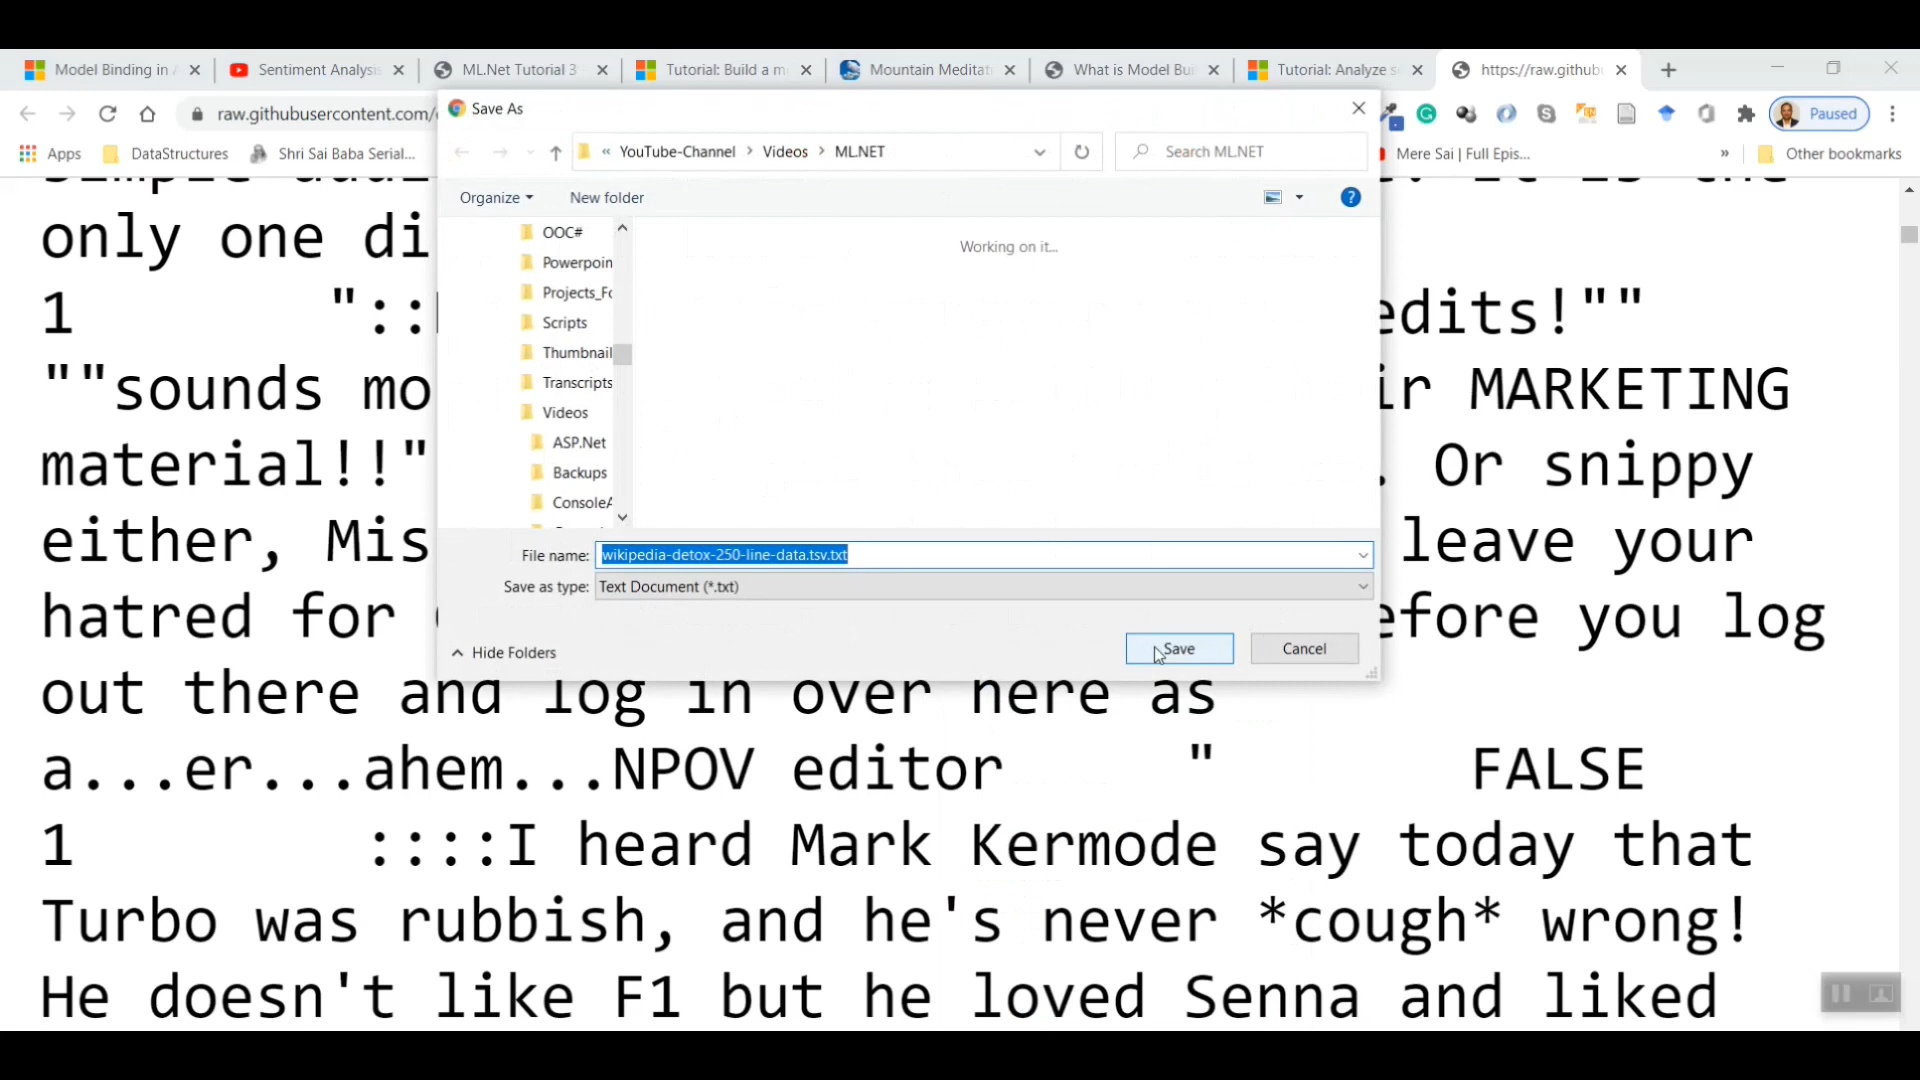 Model Binding in A
Sentiment Analysis
ML.Net Tutorial 3
Tutorial: Build a m
Mountain Meditat
What is Model Bui
Tutorial: Analyze s
https://raw.github
raw.githubusercontent.com/
Paused
Apps
DataStructures
Shri Sai Baba Serial...
Mere Sai | Full Epis...
»
Other bookmarks
Save As
« YouTube-Channel > Videos > ML.NET
Search ML.NET
Organize
New folder
OOC#
Powerpoin
Projects_Fo
Scripts
Thumbnail
Transcripts
Videos
ASP.Net
Backups
ConsoleA
Working on it...
File name: wikipedia-detox-250-line-data.tsv.txt
Save as type: Text Document (*.txt)
Hide Folders
Save
Cancel
it is the
only one di
1 ":: edits!""
""sounds mo ir MARKETING
material!!" . Or snippy
either, Mis leave your
hatred for efore you log
out there and log in over here as
a...er...ahem...NPOV editor " FALSE
1 ::::I heard Mark Kermode say today that
Turbo was rubbish, and he's never *cough* wrong!
He doesn't like F1 but he loved Senna and liked